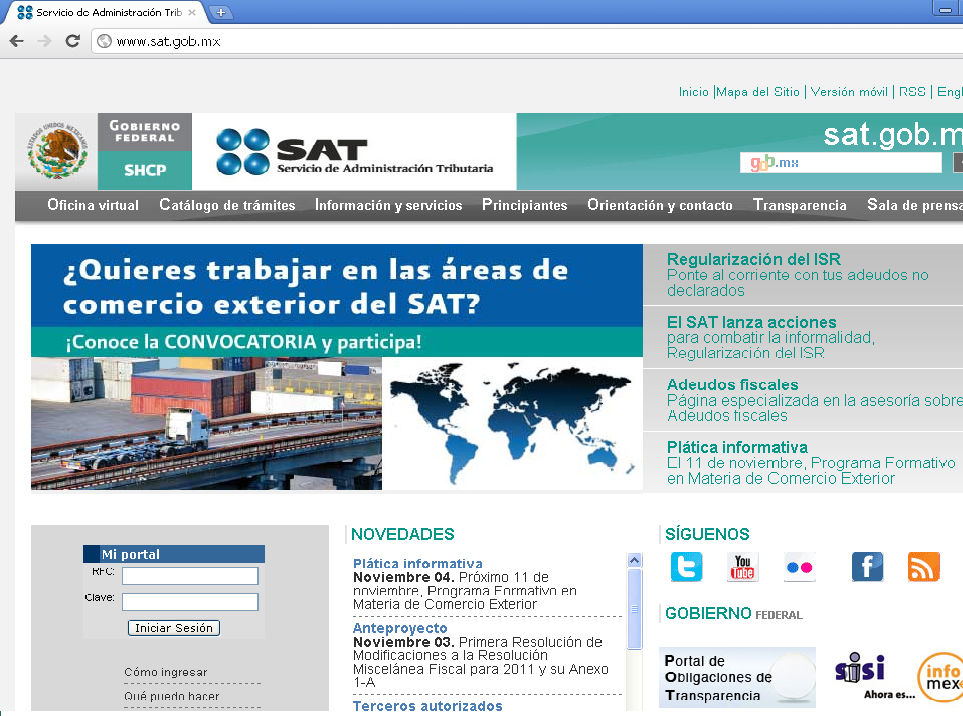 Servicio de Administración Trib
www.sat.gob.mx
Inicio |Mapa del Sitio | Versión móvil | RSS | Engl
ESTADOS UNIDOS MEXICANOS
GOBIERNO
FEDERAL
SHCP
SAT
Servicio de Administración Tributaria
sat.gob.m
gob.mx
Oficina virtual Catálogo de trámites Información y servicios Principiantes Orientación y contacto Transparencia Sala de prensa
¿Quieres trabajar en las áreas de
comercio exterior del SAT?
¡Conoce la CONVOCATORIA y participa!
Regularización del ISR
Ponte al corriente con tus adeudos no
declarados
El SAT lanza acciones
para combatir la informalidad,
Regularización del ISR
Adeudos fiscales
Página especializada en la asesoría sobre
Adeudos fiscales
Plática informativa
El 11 de noviembre, Programa Formativo
en Materia de Comercio Exterior
Mi portal
RFC:
Clave:
Iniciar Sesión
Cómo ingresar
Qué puedo hacer
NOVEDADES
Plática informativa
Noviembre 04. Próximo 11 de
noviembre, Programa Formativo en
Materia de Comercio Exterior
Anteproyecto
Noviembre 03. Primera Resolución de
Modificaciones a la Resolución
Miscelánea Fiscal para 2011 y su Anexo
1-A
Terceros autorizados
SÍGUENOS
You
Tube
GOBIERNO FEDERAL
Portal de
Obligaciones de
Transparencia
sisi
Ahora es...
info
mex